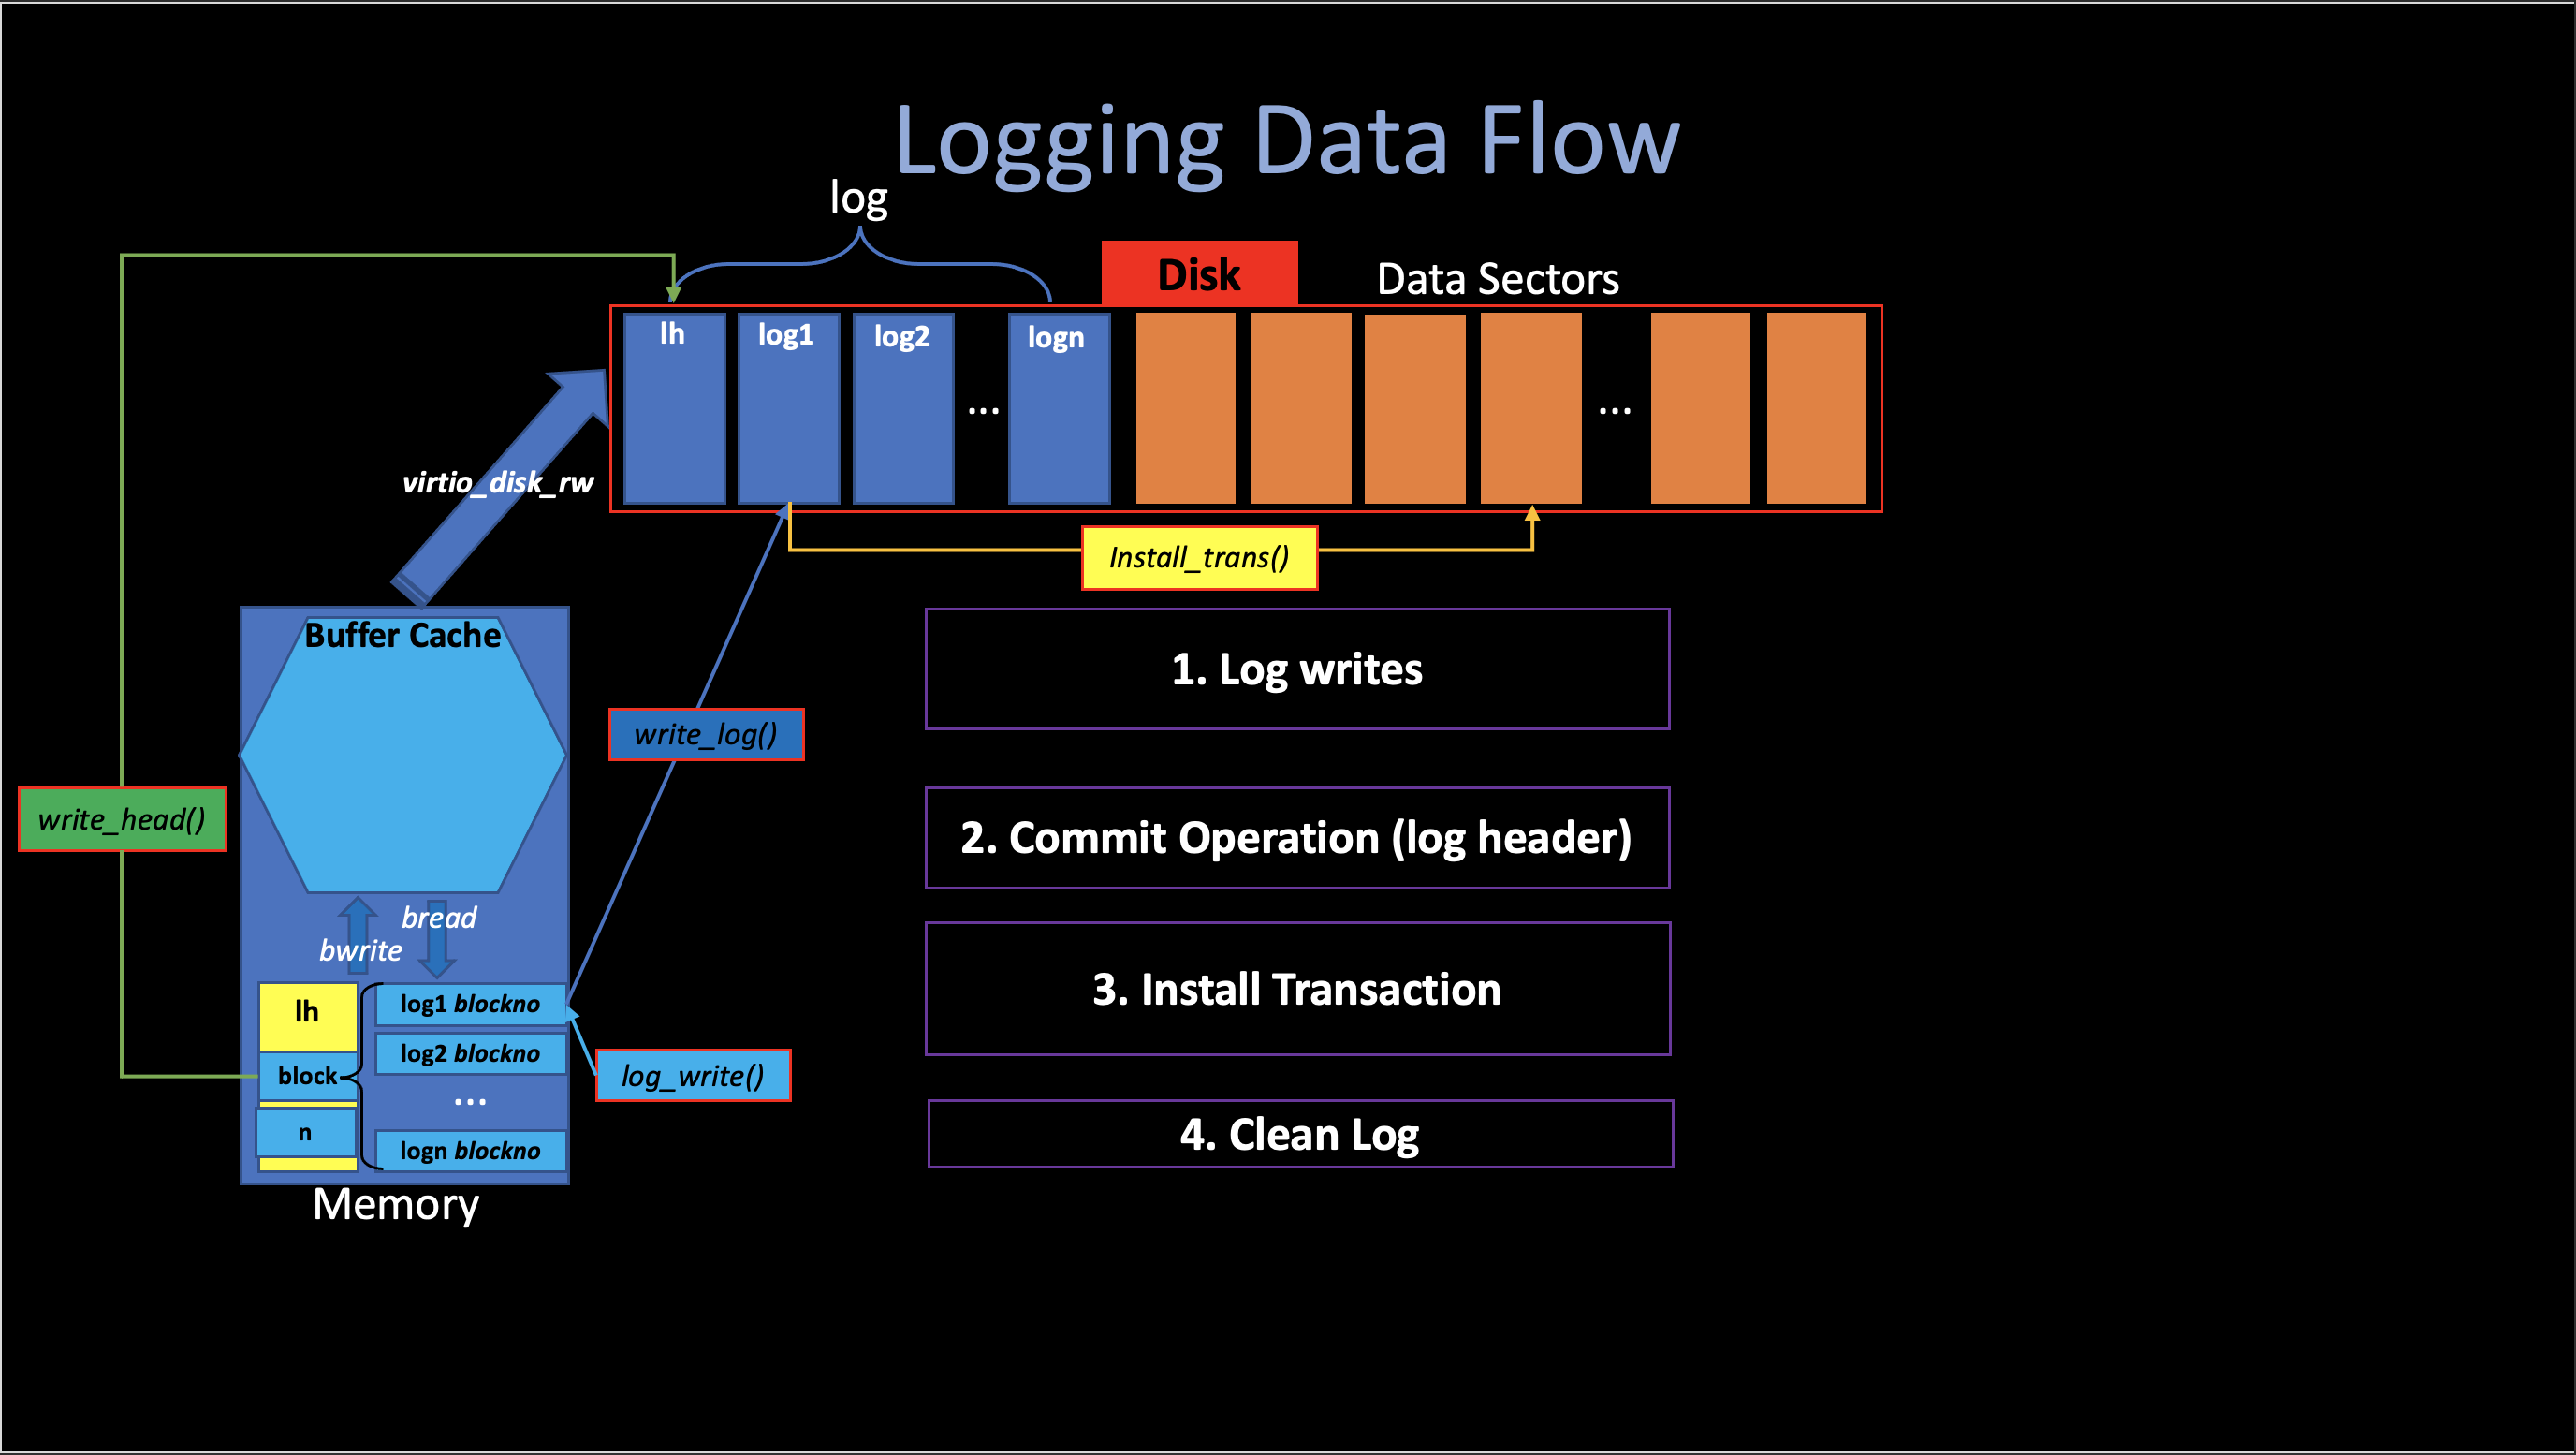 Logging Data Flow
log
Disk
Data Sectors
lh
log1
log2
...
logn
...
virtio_disk_rw
Install_trans()
Buffer Cache
1. Log writes
write_log()
write_head()
2. Commit Operation (log header)
bread
bwrite
3. Install Transaction
lh
log1 blockno
log2 blockno
block
log_write()
...
n
logn blockno
4. Clean Log
Memory